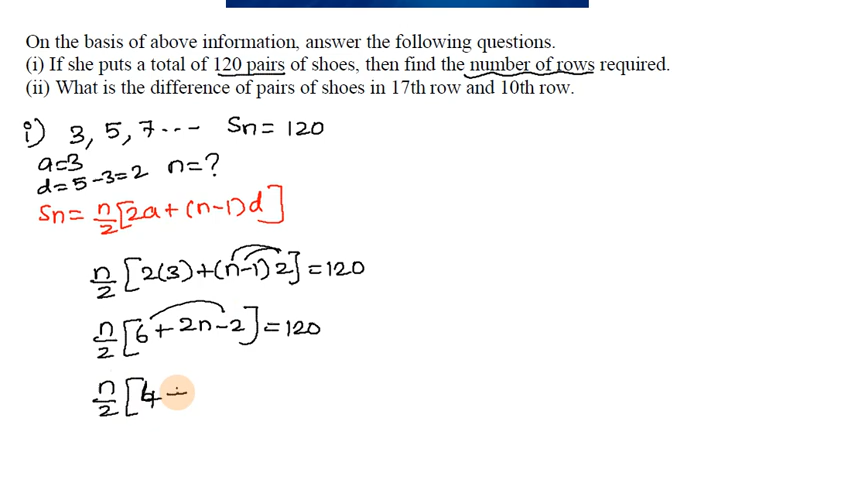 On the basis of above information, answer the following questions.
(i) If she puts a total of 120 pairs of shoes, then find the number of rows required.
(ii) What is the difference of pairs of shoes in 17th row and 10th row.
i) 3, 5, 7 --- Sn = 120
a=3
d = 5-3=2 n=?
Sn = n/2 [2a + (n-1)d]
n/2 [2(3)+(n-1)2] = 120
n/2 [6 + 2n - 2] = 120
n/2 [4 +